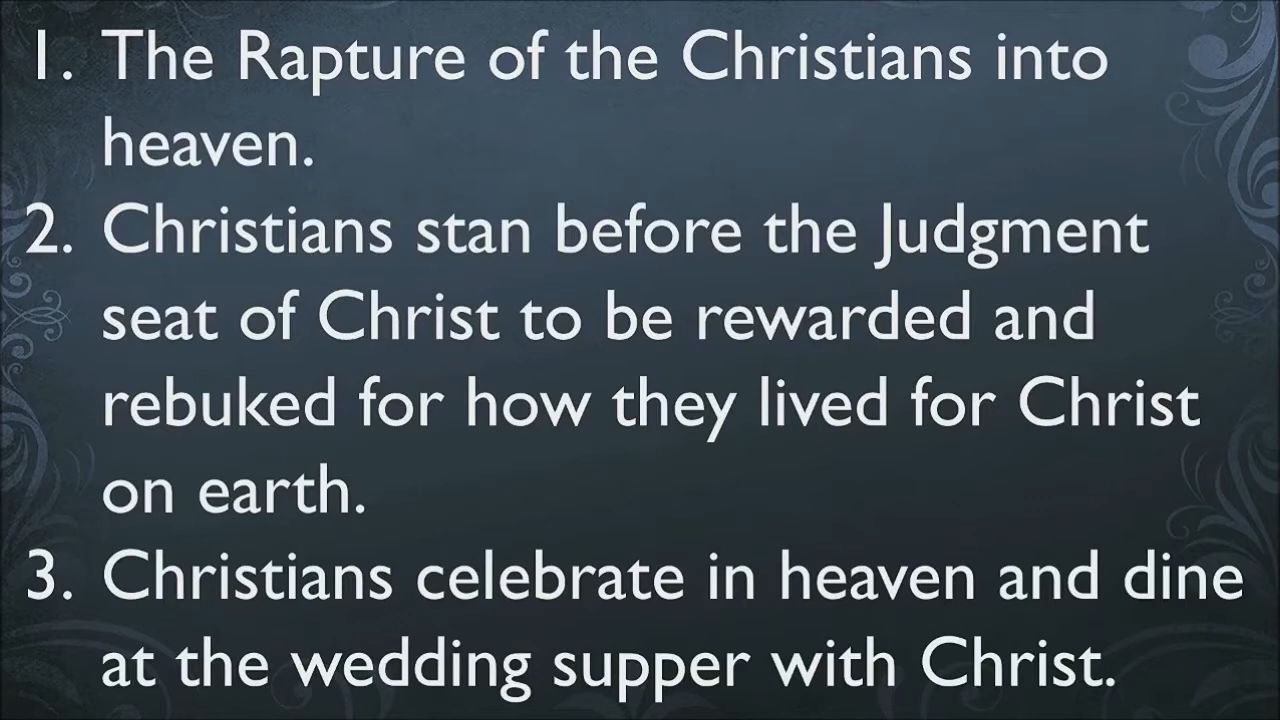 1. The Rapture of the Christians into
heaven.
2. Christians stan before the Judgment
seat of Christ to be rewarded and
rebuked for how they lived for Christ
on earth.
3. Christians celebrate in heaven and dine
at the wedding supper with Christ.